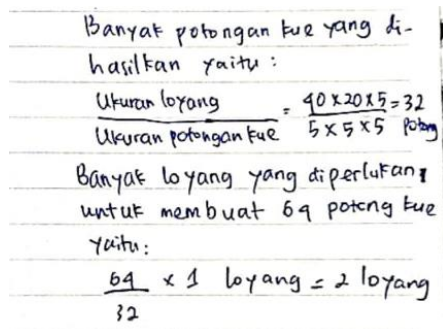 Banyak potongan kue yang di-
hasilkan yaitu :
Ukuran loyang / Ukuran potongan kue = 40 x 20 x 5 / 5 x 5 x 5 = 32 potong
Banyak loyang yang diperlukan
untuk membuat 64 potong kue
yaitu :
64 / 32 x 1 loyang = 2 loyang